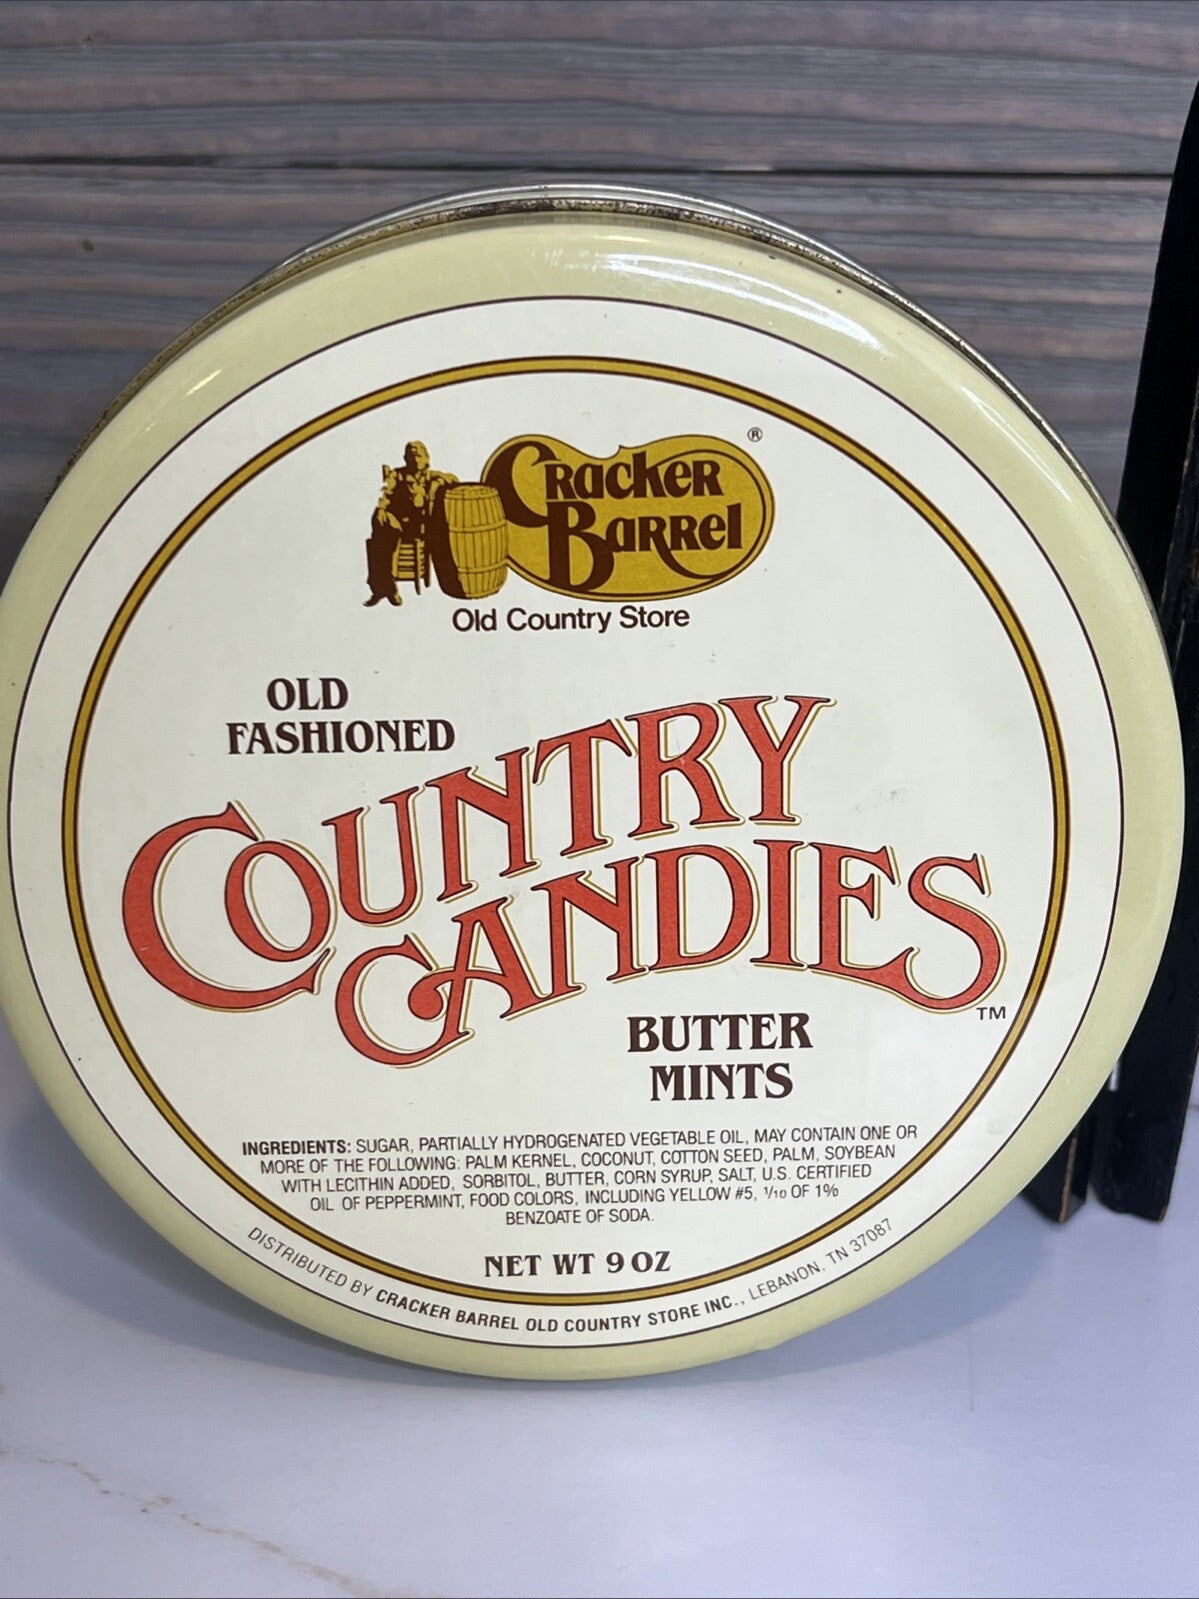 Cracker
Barrel
®
Old Country Store
OLD
FASHIONED
COUNTRY
CANDIES
TM
BUTTER
MINTS
INGREDIENTS: SUGAR, PARTIALLY HYDROGENATED VEGETABLE OIL, MAY CONTAIN ONE OR
MORE OF THE FOLLOWING: PALM KERNEL, COCONUT, COTTON SEED, PALM, SOYBEAN
WITH LECITHIN ADDED, SORBITOL, BUTTER, CORN SYRUP, SALT, U.S. CERTIFIED
OIL OF PEPPERMINT, FOOD COLORS, INCLUDING YELLOW #5, 1/10 OF 1%
BENZOATE OF SODA.
NET WT 9 OZ
DISTRIBUTED BY CRACKER BARREL OLD COUNTRY STORE INC., LEBANON, TN 37087